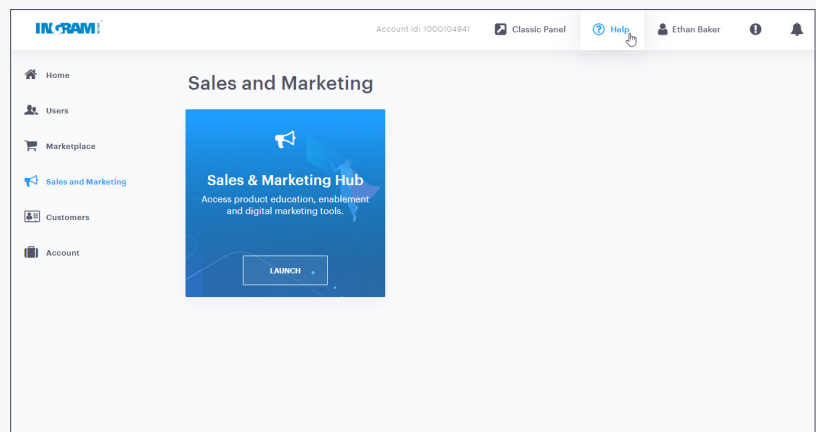 INGRAM
Account Id: 1000104941
Classic Panel
Help
Ethan Baker
Home
Users
Marketplace
Sales and Marketing
Customers
Account
Sales and Marketing
Sales & Marketing Hub
Access product education, enablement
and digital marketing tools.
LAUNCH